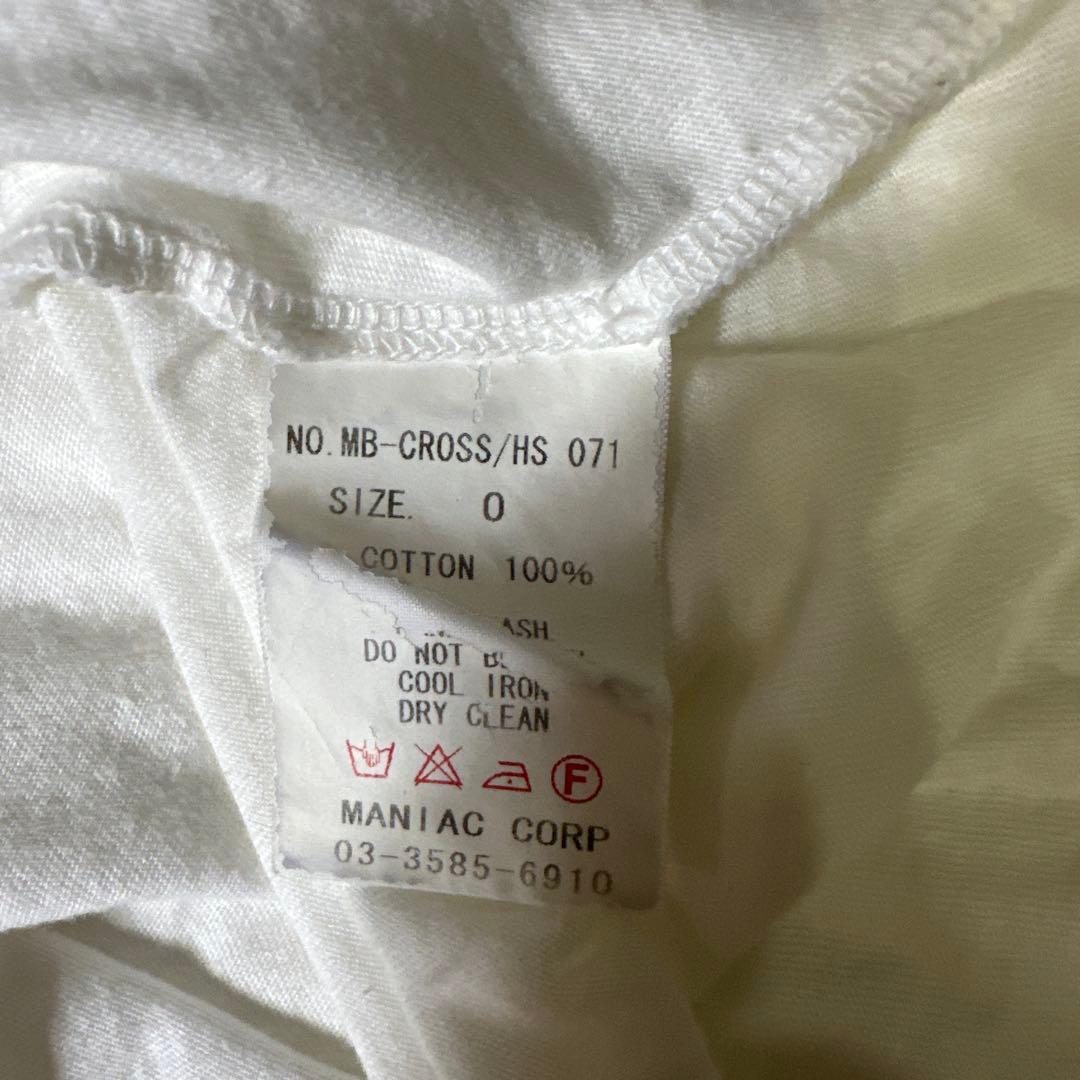 NO. MB-CROSS/HS 071
SIZE. 0
COTTON 100%
DO NOT
COOL IRON
DRY CLEAN
F
MANIAC CORP
03-3585-6910